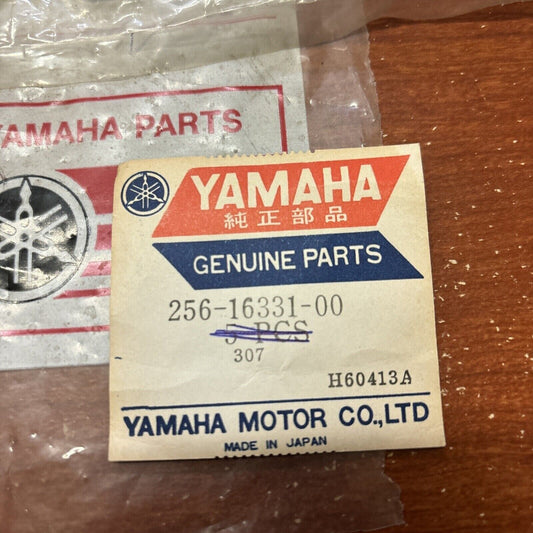 YAMAHA PARTS
YAMAHA
純正部品
GENUINE PARTS
256-16331-00
5 PCS
307
H60413A
YAMAHA MOTOR CO.,LTD
MADE IN JAPAN